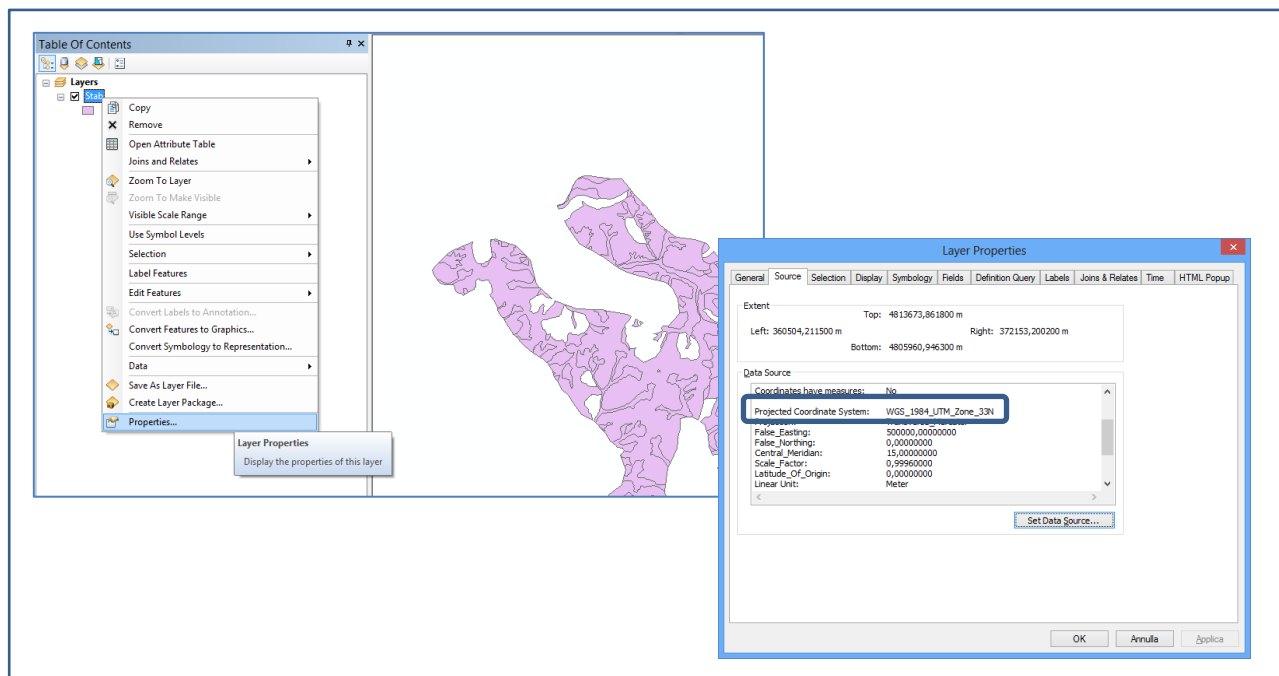 Table Of Contents
Layers
Stab
Copy
Remove
Open Attribute Table
Joins and Relates
Zoom To Layer
Zoom To Make Visible
Visible Scale Range
Use Symbol Levels
Selection
Label Features
Edit Features
Convert Labels to Annotation...
Convert Features to Graphics...
Convert Symbology to Representation...
Data
Save As Layer File...
Create Layer Package...
Properties...
Layer Properties
Display the properties of this layer
Layer Properties
General Source Selection Display Symbology Fields Definition Query Labels Joins & Relates Time HTML Popup
Extent
Top: 4813673,861800 m
Left: 360504,211500 m Right: 372153,200200 m
Bottom: 4805960,946300 m
Data Source
Coordinates have measures: No
Projected Coordinate System: WGS_1984_UTM_Zone_33N
False_Easting: 500000,00000000
False_Northing: 0,00000000
Central_Meridian: 15,00000000
Scale_Factor: 0,99960000
Latitude_Of_Origin: 0,00000000
Linear Unit: Meter
Set Data Source...
OK Annulla Applica